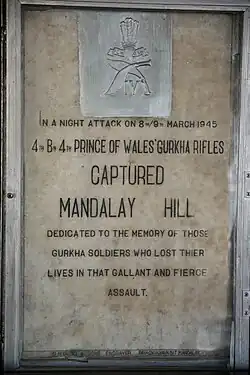 IV
IN A NIGHT ATTACK ON 8TH/9TH MARCH 1945
4TH BN 4TH PRINCE OF WALES' GURKHA RIFLES
CAPTURED
MANDALAY HILL
DEDICATED TO THE MEMORY OF THOSE
GURKHA SOLDIERS WHO LOST THIER
LIVES IN THAT GALLANT AND FIERCE
ASSAULT.